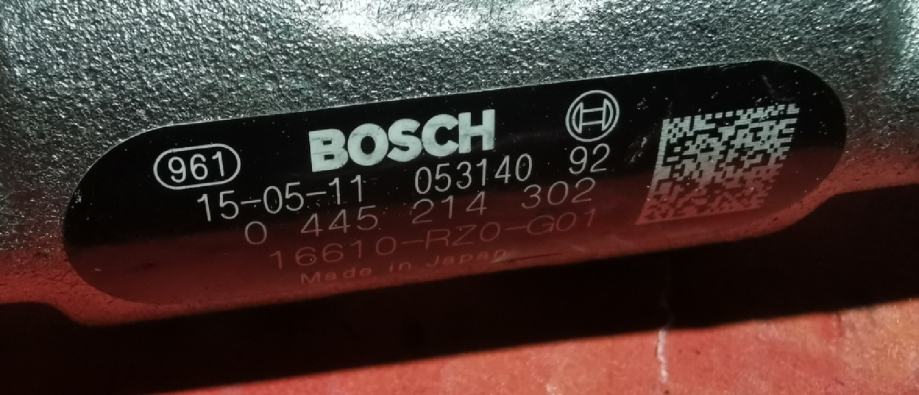 BOSCH
961
15-05-11 053140 92
0 445 214 302
16610-RZ0-G01
Made in Japan